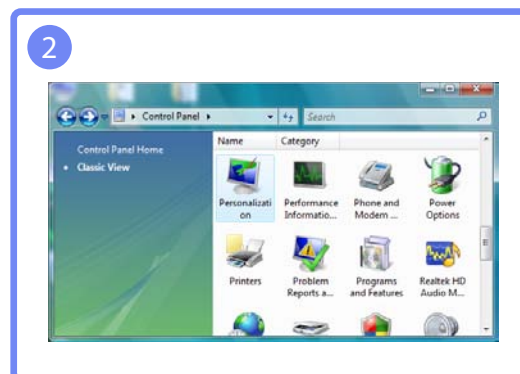 2
Control Panel
Search
Control Panel Home
Classic View
Name Category
Personalizati
on
Performance
Informatio...
Phone and
Modem ...
Power
Options
Printers
Problem
Reports a...
Programs
and Features
Realtek HD
Audio M...